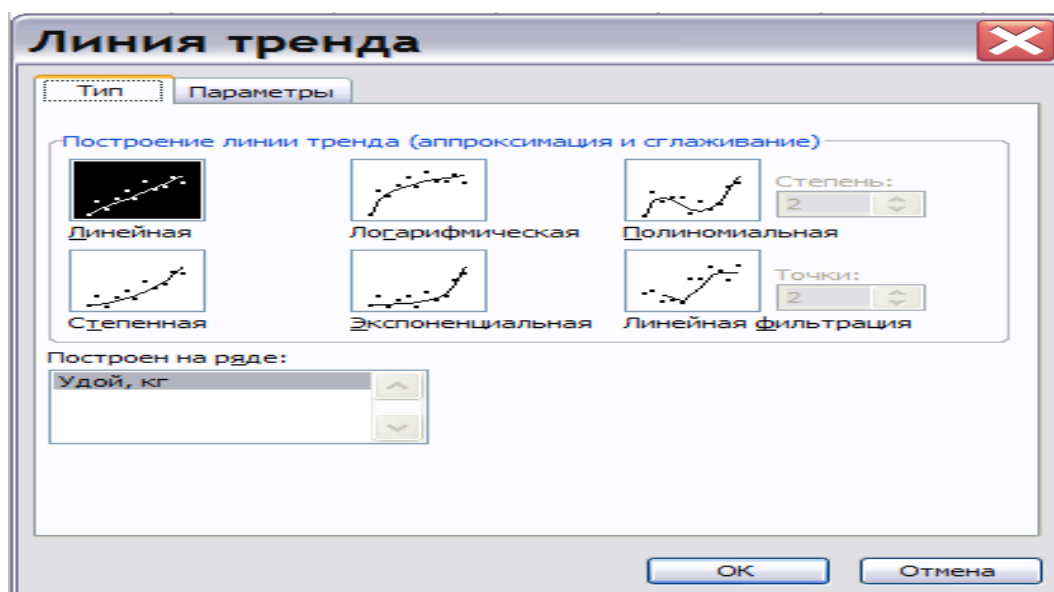 Линия тренда
Тип Параметры
Построение линии тренда (аппроксимация и сглаживание)
Степень:
2
Линейная Логарифмическая Полиномиальная
Точки:
2
Степенная Экспоненциальная Линейная фильтрация
Построен на ряде:
Удой, кг
ОК Отмена